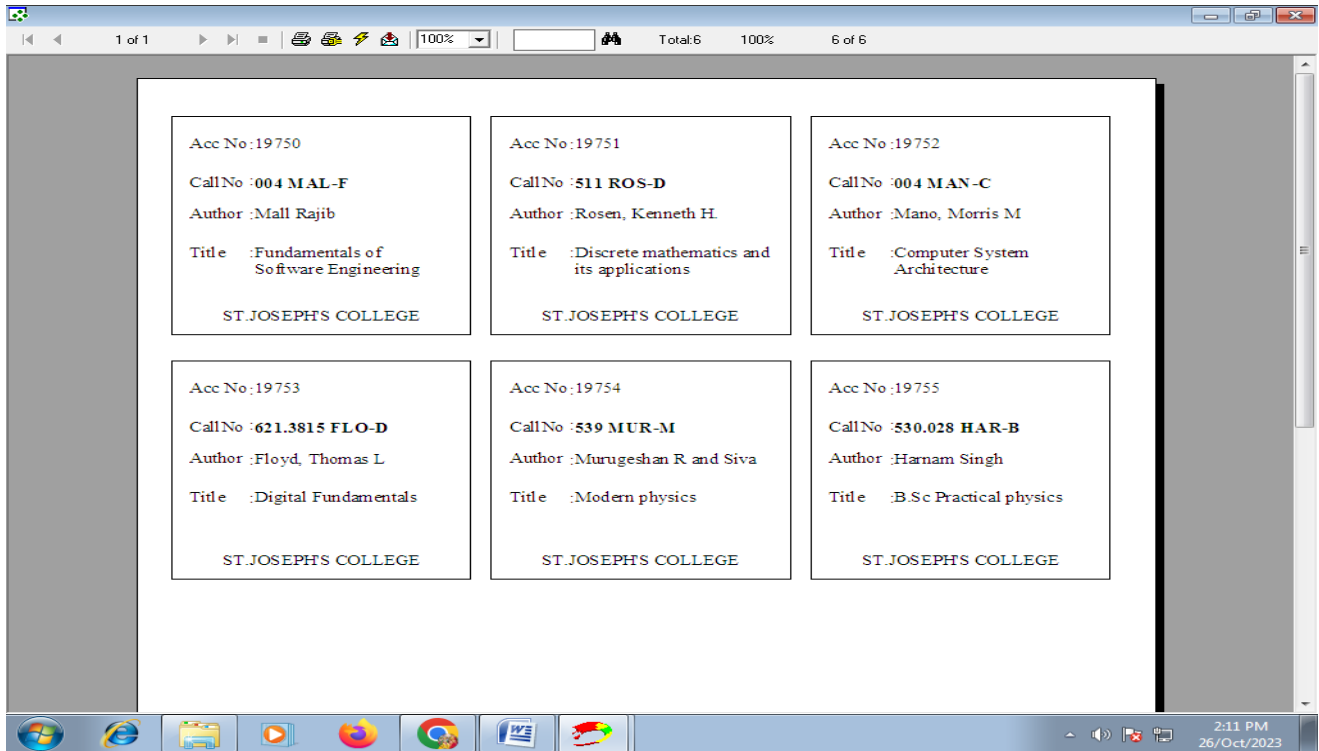 1 of 1 100% Total:6 100% 6 of 6
Acc No :19750
Call No :004 MAL-F
Author :Mall Rajib
Title :Fundamentals of
Software Engineering
ST.JOSEPH'S COLLEGE
Acc No :19751
Call No :511 ROS-D
Author :Rosen, Kenneth H.
Title :Discrete mathematics and
its applications
ST.JOSEPH'S COLLEGE
Acc No :19752
Call No :004 MAN-C
Author :Mano, Morris M
Title :Computer System
Architecture
ST.JOSEPH'S COLLEGE
Acc No :19753
Call No :621.3815 FLO-D
Author :Floyd, Thomas L
Title :Digital Fundamentals
ST.JOSEPH'S COLLEGE
Acc No :19754
Call No :539 MUR-M
Author :Murugeshan R and Siva
Title :Modern physics
ST.JOSEPH'S COLLEGE
Acc No :19755
Call No :530.028 HAR-B
Author :Harnam Singh
Title :B.Sc Practical physics
ST.JOSEPH'S COLLEGE
2:11 PM
26/Oct/2023